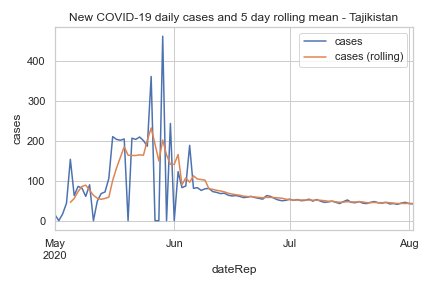 New COVID-19 daily cases and 5 day rolling mean - Tajikistan
cases
cases (rolling)
400
300
200
100
0
cases
May
2020
Jun
Jul
Aug
dateRep